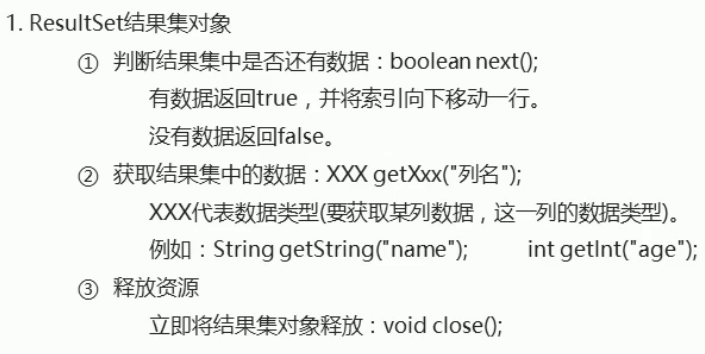 1. ResultSet结果集对象
① 判断结果集中是否还有数据：boolean next();
有数据返回true，并将索引向下移动一行。
没有数据返回false。
② 获取结果集中的数据：XXX getXxx("列名");
XXX代表数据类型(要获取某列数据，这一列的数据类型)。
例如：String getString("name"); int getInt("age");
③ 释放资源
立即将结果集对象释放：void close();